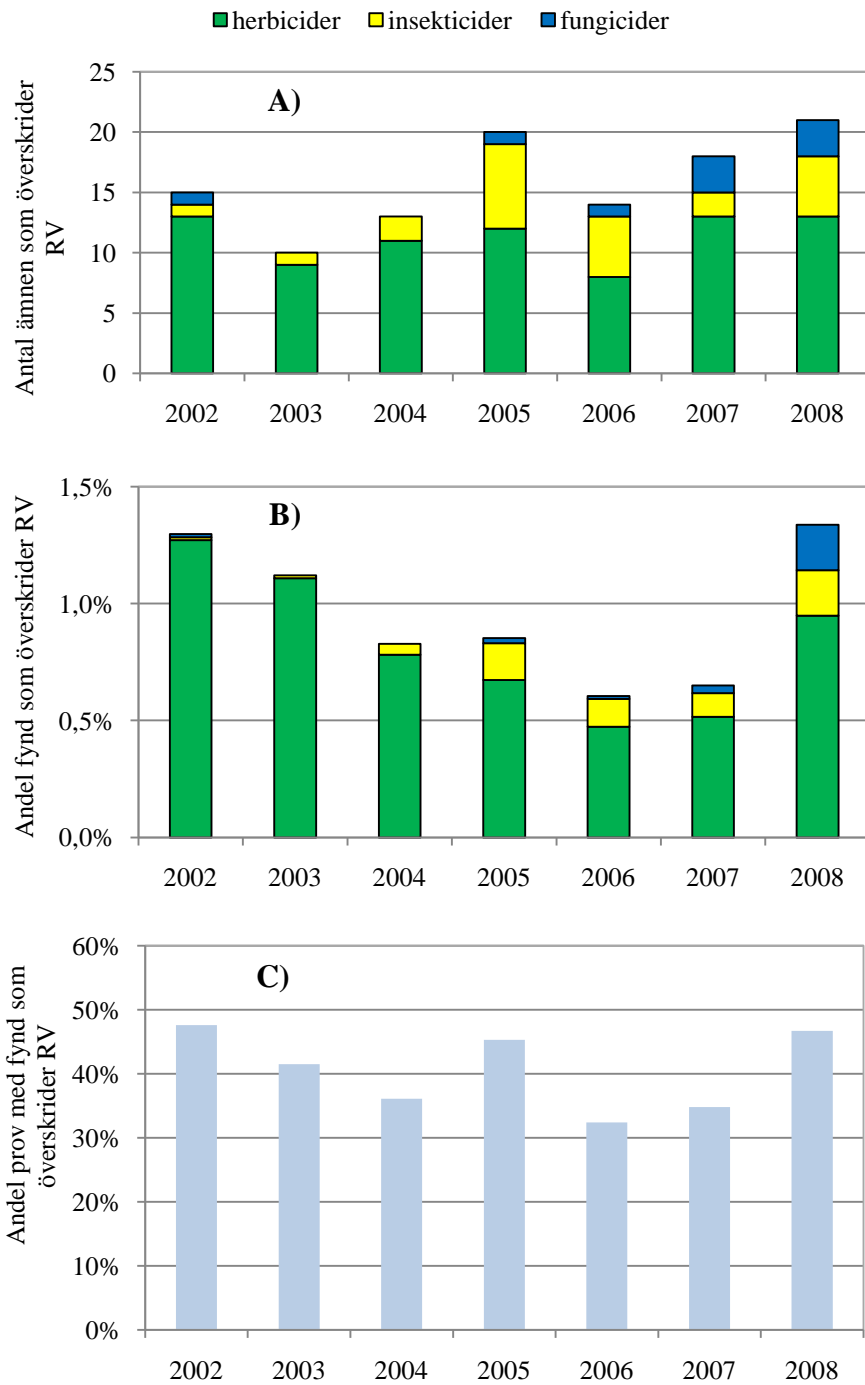 herbicider insekticider fungicider
A)
Antal ämnen som överskrider
RV
25
20
15
10
5
0
2002 2003 2004 2005 2006 2007 2008
B)
Andel fynd som överskrider RV
1,5%
1,0%
0,5%
0,0%
2002 2003 2004 2005 2006 2007 2008
C)
Andel prov med fynd som
överskrider RV
60%
50%
40%
30%
20%
10%
0%
2002 2003 2004 2005 2006 2007 2008